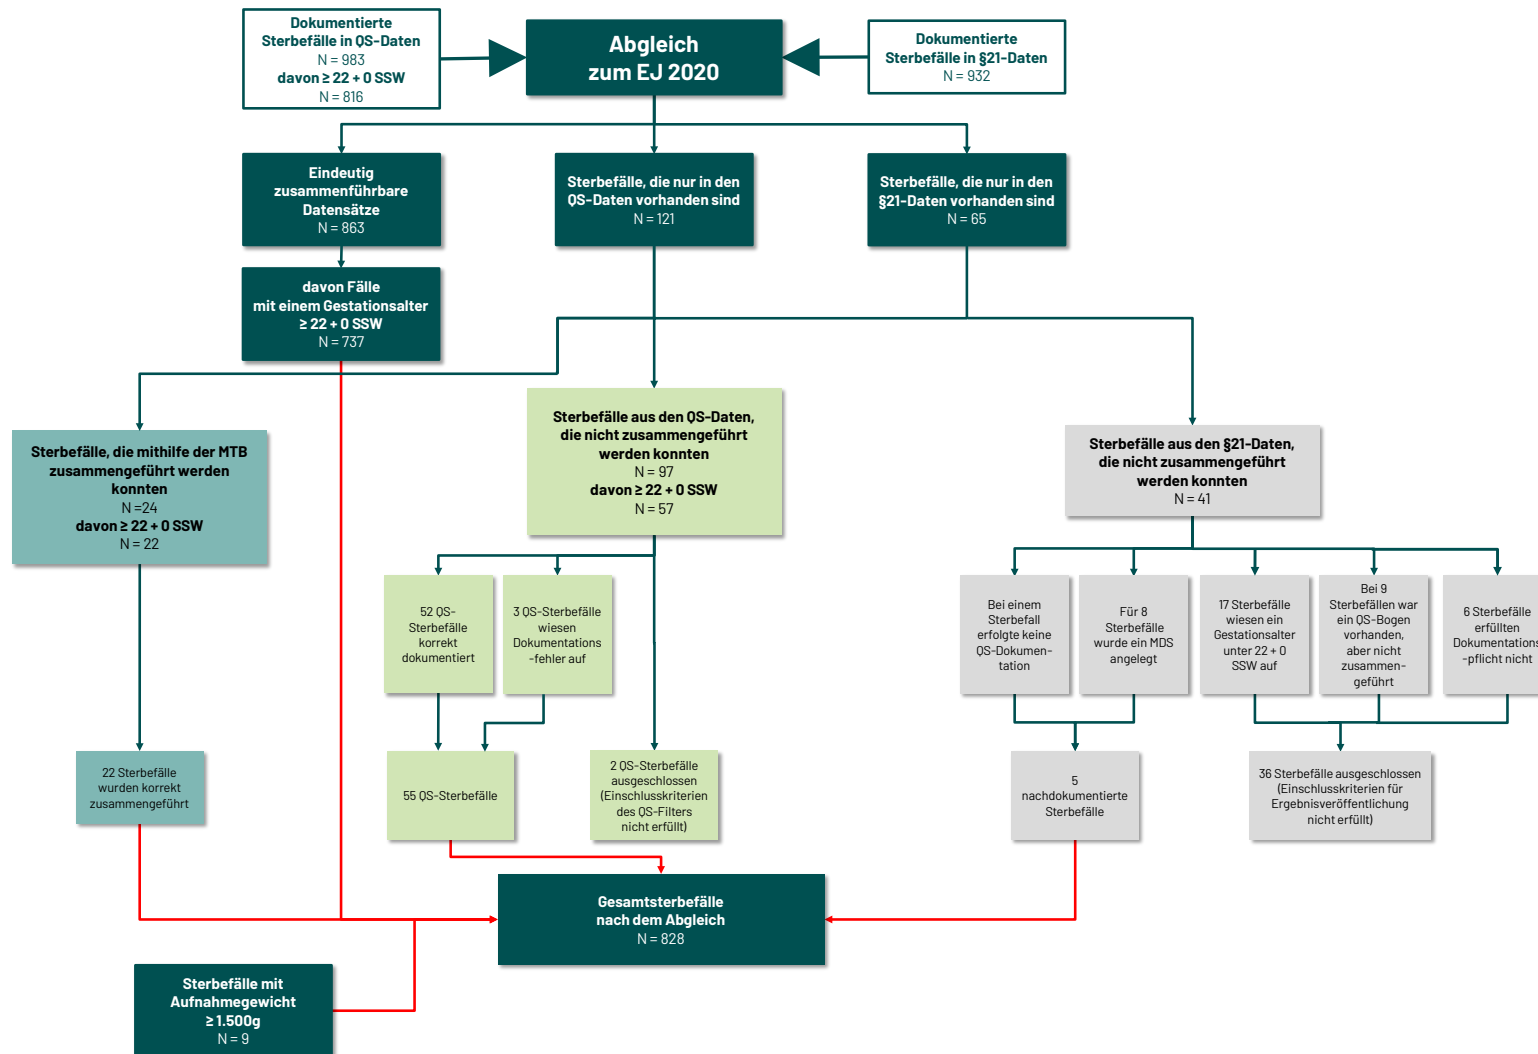 Dokumentierte
Sterbefälle in QS-Daten
N = 983
davon ≥ 22 + 0 SSW
N = 816
Abgleich
zum EJ 2020
Dokumentierte
Sterbefälle in §21-Daten
N = 932
Eindeutig
zusammenführbare
Datensätze
N = 863
Sterbefälle, die nur in den
QS-Daten vorhanden sind
N = 121
Sterbefälle, die nur in den
§21-Daten vorhanden sind
N = 65
davon Fälle
mit einem Gestationsalter
≥ 22 + 0 SSW
N = 737
Sterbefälle, die mithilfe der MTB
zusammengeführt werden
konnten
N =24
davon ≥ 22 + 0 SSW
N = 22
Sterbefälle aus den QS-Daten,
die nicht zusammengeführt
werden konnten
N = 97
davon ≥ 22 + 0 SSW
N = 57
Sterbefälle aus den §21-Daten,
die nicht zusammengeführt
werden konnten
N = 41
52 QS-
Sterbefälle
korrekt
dokumentiert
3 QS-Sterbefälle
wiesen
Dokumentations
-fehler auf
Bei einem
Sterbefall
erfolgte keine
QS-Dokumen-
tation
Für 8
Sterbefälle
wurde ein MDS
angelegt
17 Sterbefälle
wiesen ein
Gestationsalter
unter 22 + 0
SSW auf
Bei 9
Sterbefällen war
ein QS-Bogen
vorhanden,
aber nicht
zusammen-
geführt
6 Sterbefälle
erfüllten
Dokumentations
-pflicht nicht
22 Sterbefälle
wurden korrekt
zusammengeführt
55 QS-Sterbefälle
2 QS-Sterbefälle
ausgeschlossen
(Einschlusskriterien
des QS-Filters
nicht erfüllt)
5
nachdokumentierte
Sterbefälle
36 Sterbefälle ausgeschlossen
(Einschlusskriterien für
Ergebnisveröffentlichung
nicht erfüllt)
Gesamtsterbefälle
nach dem Abgleich
N = 828
Sterbefälle mit
Aufnahmegewicht
≥ 1.500g
N = 9